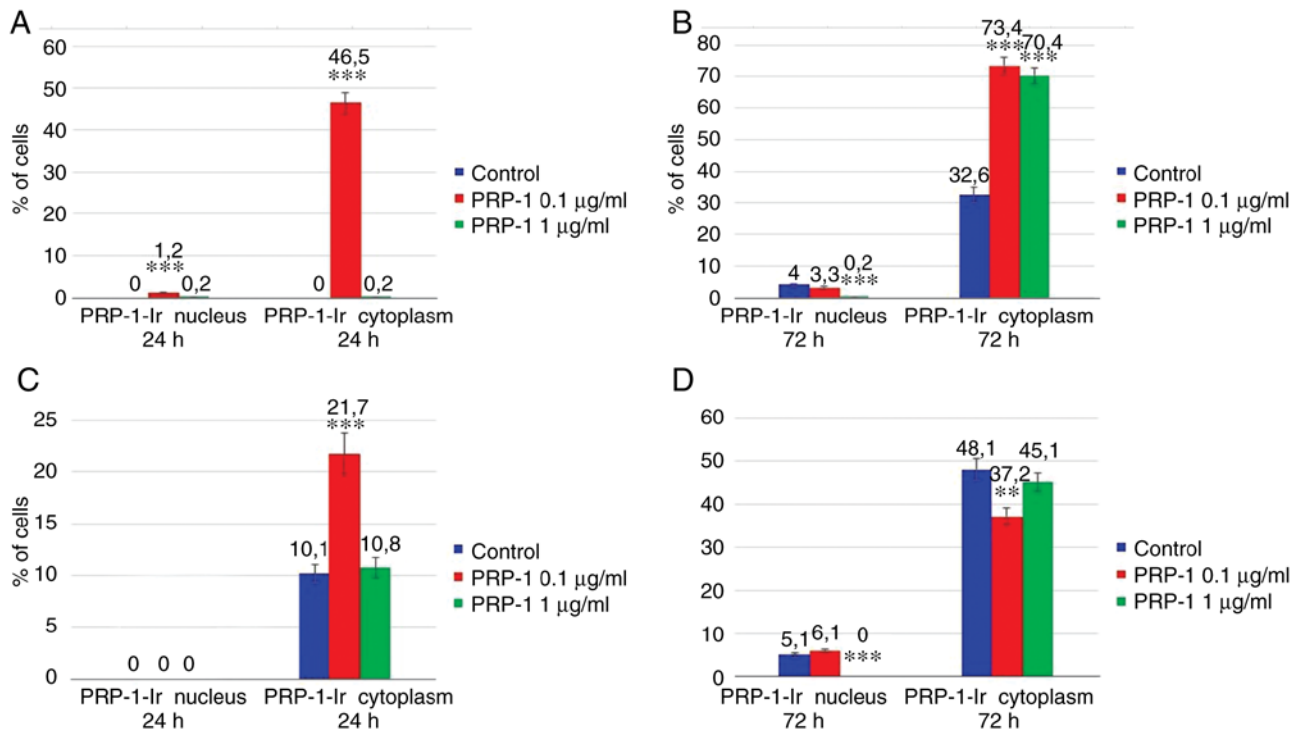 A
60
50
40
30
20
10
0
% of cells
0
1,2
***
0,2
0
46,5
***
0,2
PRP-1-Ir nucleus
24 h
PRP-1-Ir cytoplasm
24 h
Control
PRP-1 0.1 µg/ml
PRP-1 1 µg/ml
B
80
70
60
50
40
30
20
10
0
% of cells
4
3,3
0,2
***
32,6
73,4
***
70,4
***
PRP-1-Ir nucleus
72 h
PRP-1-Ir cytoplasm
72 h
Control
PRP-1 0.1 µg/ml
PRP-1 1 µg/ml
C
25
20
15
10
5
0
% of cells
0
0
0
10,1
21,7
***
10,8
PRP-1-Ir nucleus
24 h
PRP-1-Ir cytoplasm
24 h
Control
PRP-1 0.1 µg/ml
PRP-1 1 µg/ml
D
60
50
40
30
20
10
0
% of cells
5,1
6,1
0
***
48,1
37,2
**
45,1
PRP-1-Ir nucleus
72 h
PRP-1-Ir cytoplasm
72 h
Control
PRP-1 0.1 µg/ml
PRP-1 1 µg/ml